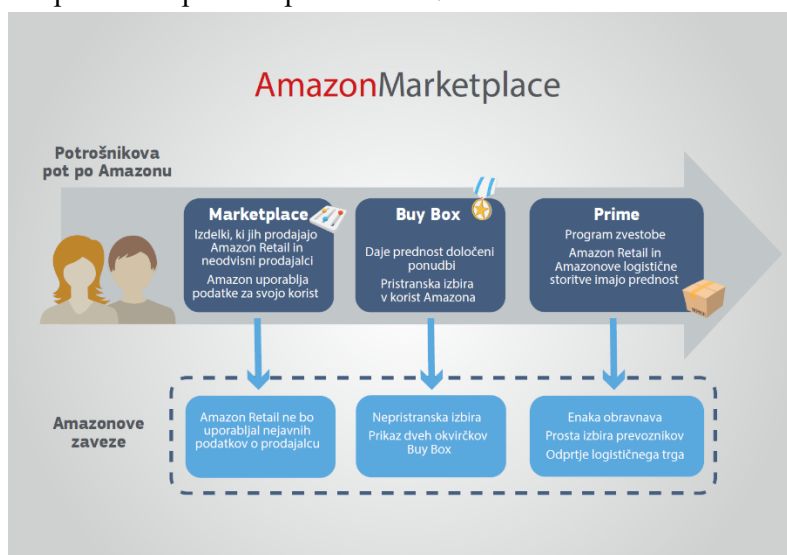 AmazonMarketplace
Potrošnikova
pot po Amazonu
Marketplace
Izdelki, ki jih prodajajo
Amazon Retail in
neodvisni prodajalci
Amazon uporablja
podatke za svojo korist
Buy Box
Daje prednost določeni
ponudbi
Pristranska izbira
v korist Amazona
Prime
Program zvestobe
Amazon Retail in
Amazonove logistične
storitve imajo prednost
Amazonove
zaveze
Amazon Retail ne bo
uporabljal nejavnih
podatkov o prodajalcu
Nepristranska izbira
Prikaz dveh okvirčkov
Buy Box
Enaka obravnava
Prosta izbira prevoznikov
Odprtje logističnega trga